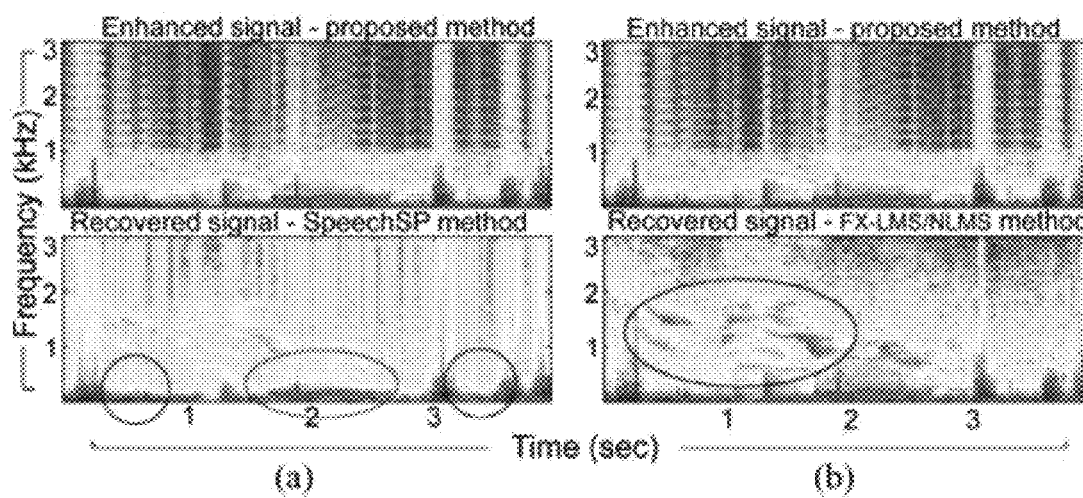 Enhanced signal - proposed method
Enhanced signal - proposed method
3
2
1
3
2
1
Frequency (kHz)
Recovered signal - SpeechSP method
Recovered signal - FX-LMS/NLMS method
3
2
1
3
2
1
1 2 3
1 2 3
Time (sec)
(a)
(b)